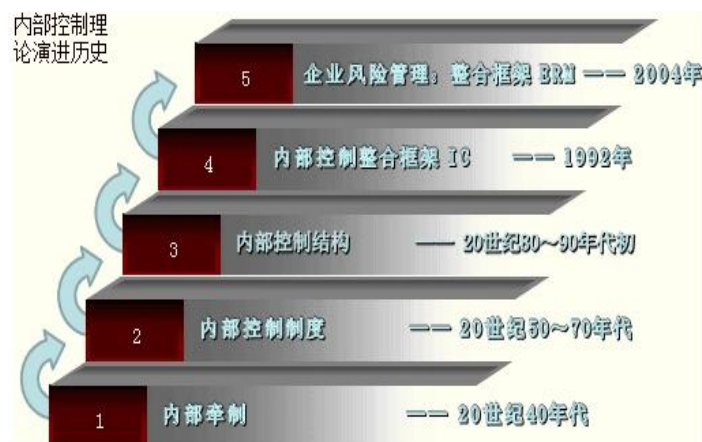 内部控制理
论演进历史
5 企业风险管理：整合框架 ERM —— 2004年
4 内部控制整合框架 IC —— 1992年
3 内部控制结构 —— 20世纪80～90年代初
2 内部控制制度 —— 20世纪50～70年代
1 内部牵制 —— 20世纪40年代